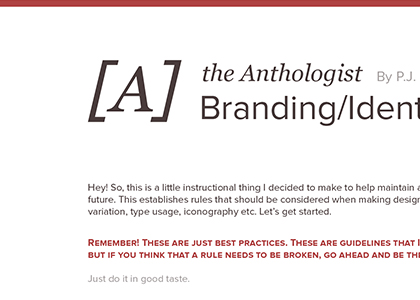 [A]
the Anthologist By P.J.
Branding/Ident
Hey! So, this is a little instructional thing I decided to make to help maintain a
future. This establishes rules that should be considered when making design
variation, type usage, iconography etc. Let's get started.
Remember! These are just best practices. These are guidelines that I
but if you think that a rule needs to be broken, go ahead and be the
Just do it in good taste.